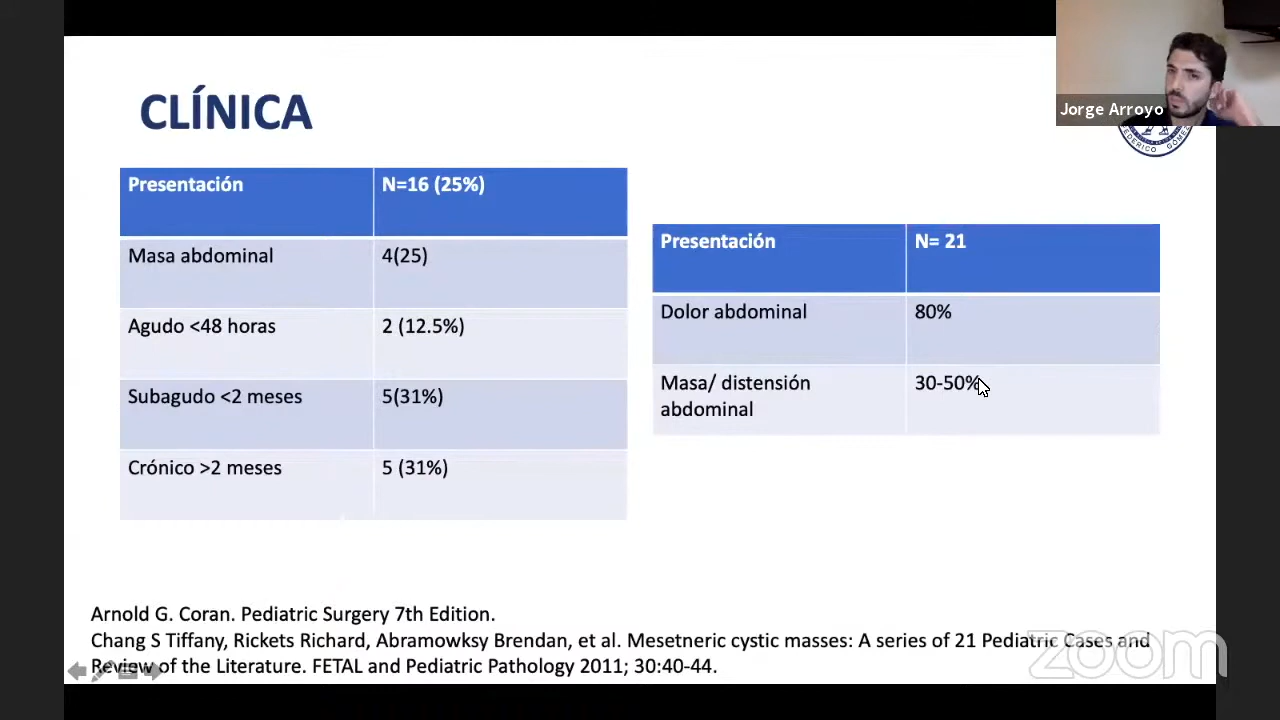 CLÍNICA
Jorge Arroyo
FEDERICO GÓMEZ
Presentación N=16 (25%)
Masa abdominal 4(25)
Agudo <48 horas 2 (12.5%)
Subagudo <2 meses 5(31%)
Crónico >2 meses 5 (31%)
Presentación N= 21
Dolor abdominal 80%
Masa/ distensión 30-50%
abdominal
Arnold G. Coran. Pediatric Surgery 7th Edition.
Chang S Tiffany, Rickets Richard, Abramowksy Brendan, et al. Mesetneric cystic masses: A series of 21 Pediatric Cases and
Review of the Literature. FETAL and Pediatric Pathology 2011; 30:40-44.
zoom